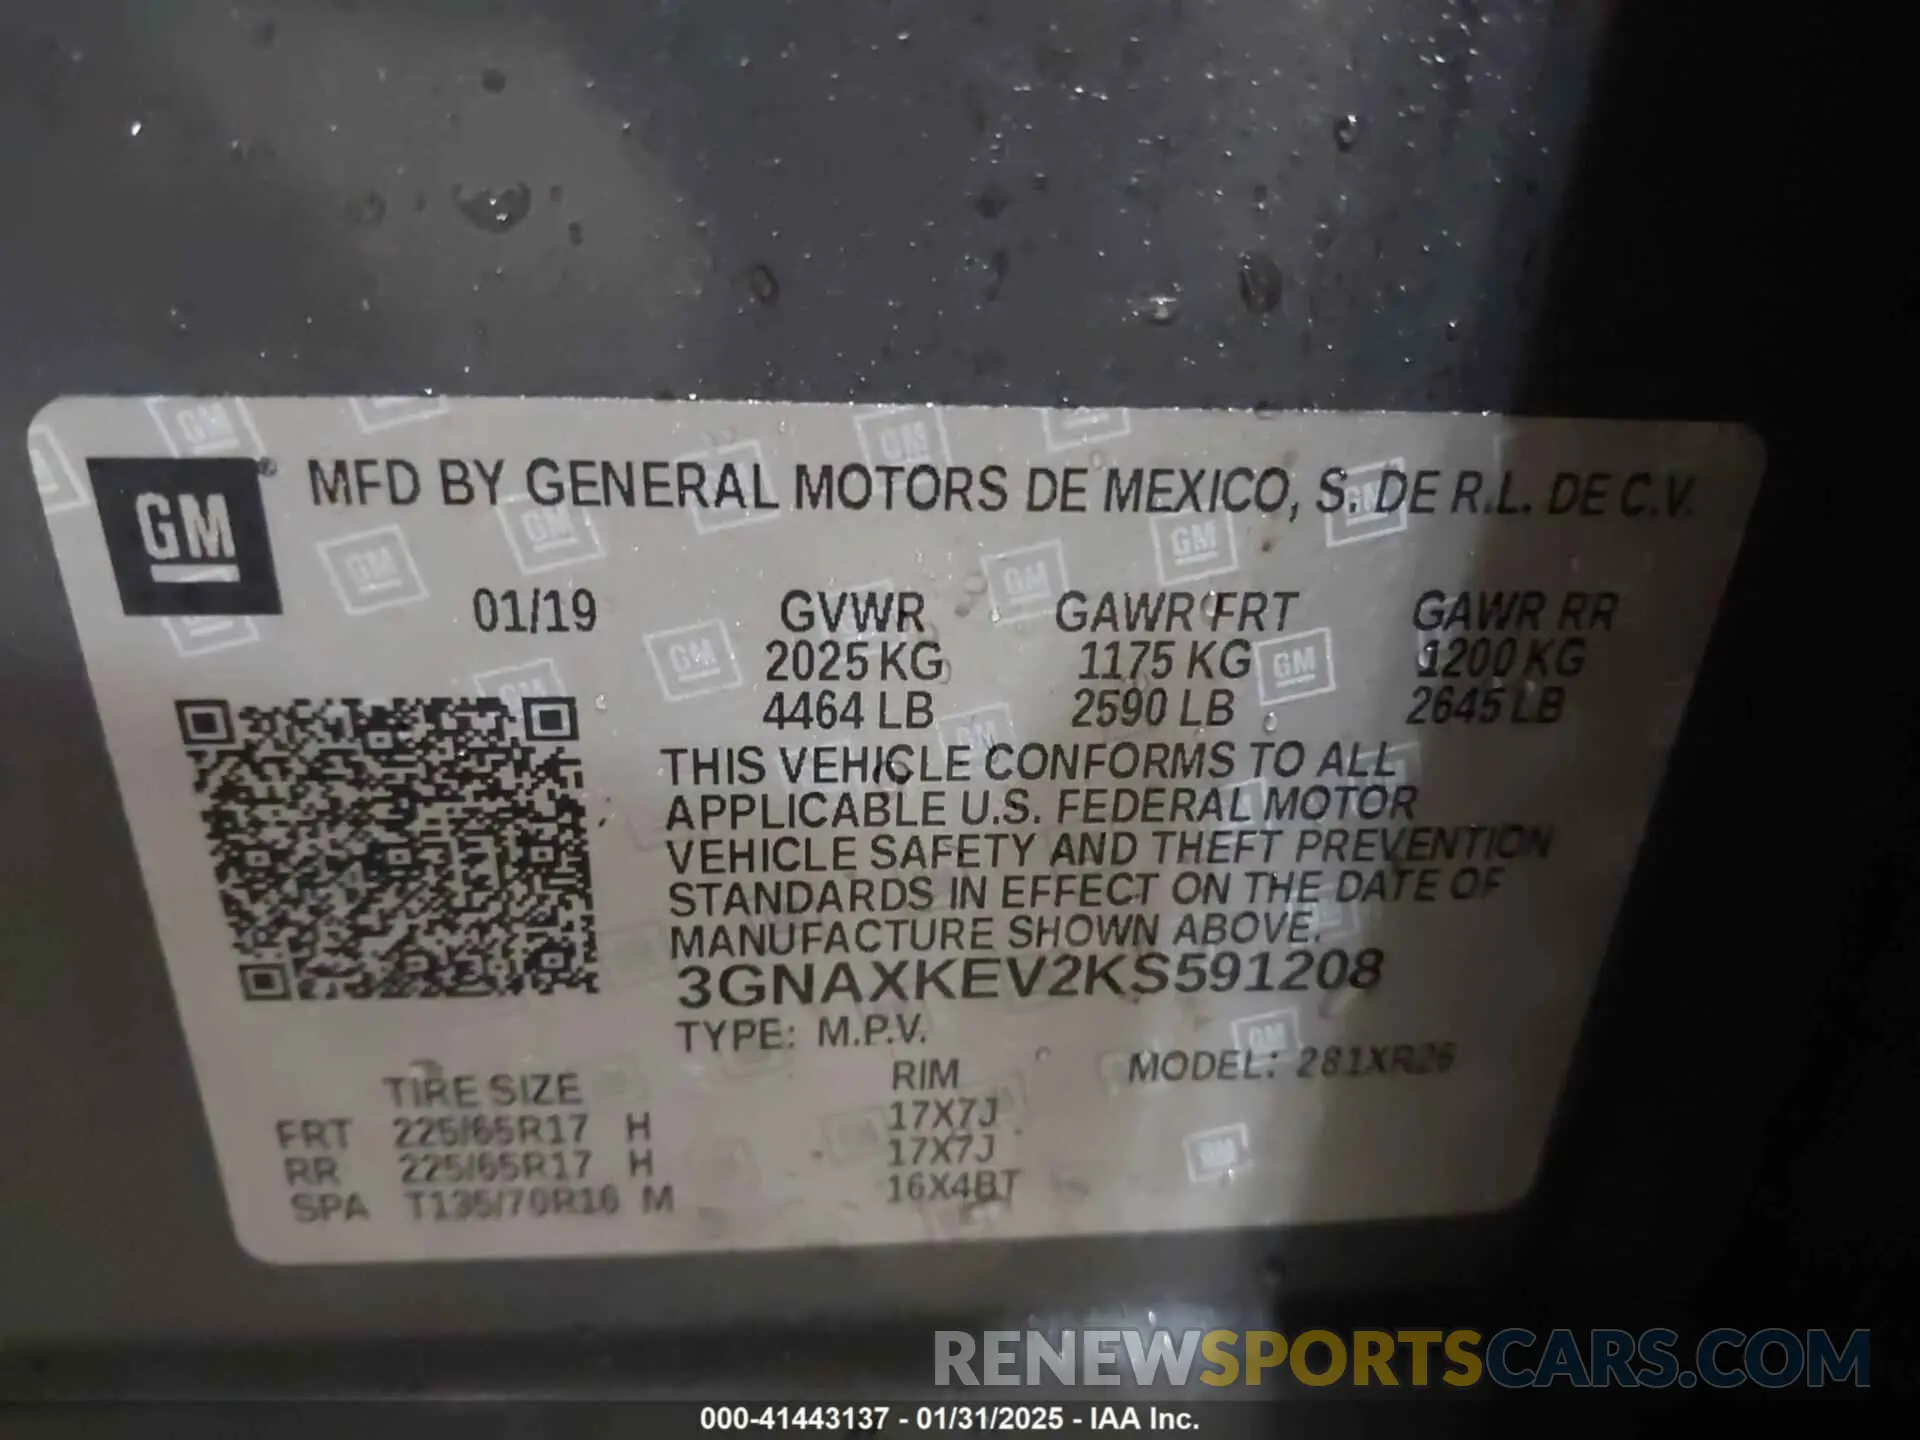 GM® MFD BY GENERAL MOTORS DE MEXICO, S. DE R.L. DE C.V.
01/19 GVWR GAWR FRT GAWR RR
2025 KG 1175 KG 1200 KG
4464 LB 2590 LB 2645 LB
THIS VEHICLE CONFORMS TO ALL
APPLICABLE U.S. FEDERAL MOTOR
VEHICLE SAFETY AND THEFT PREVENTION
STANDARDS IN EFFECT ON THE DATE OF
MANUFACTURE SHOWN ABOVE.
3GNAXKEV2KS591208
TYPE: M.P.V.
MODEL: 281XR26
TIRE SIZE RIM
FRT 225/65R17 H 17X7J
RR 225/65R17 H 17X7J
SPA T135/70R16 M 16X4BT
RENEWSPORTSCARS.COM
000-41443137 - 01/31/2025 - IAA Inc.